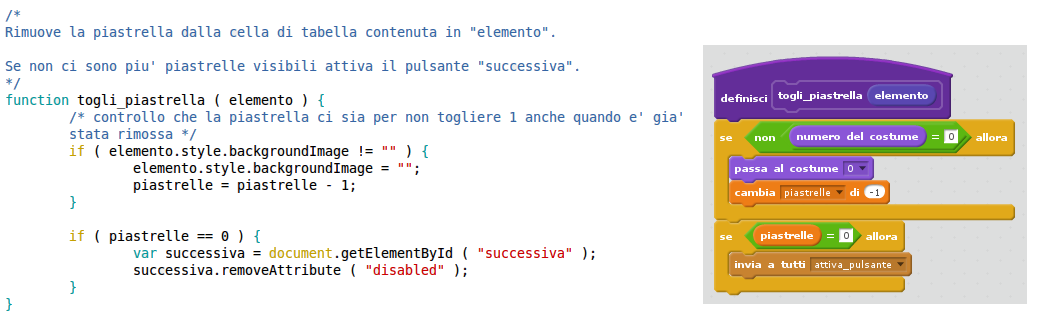 /*
Rimuove la piastrella dalla cella di tabella contenuta in "elemento".
Se non ci sono piu' piastrelle visibili attiva il pulsante "successiva".
*/
function togli_piastrella ( elemento ) {
/* controllo che la piastrella ci sia per non togliere 1 anche quando e' gia'
stata rimossa */
if ( elemento.style.backgroundImage != "" ) {
elemento.style.backgroundImage = "";
piastrelle = piastrelle - 1;
}
if ( piastrelle == 0 ) {
var successiva = document.getElementById ( "successiva" );
successiva.removeAttribute ( "disabled" );
}
}
definisci togli_piastrella elemento
se non numero del costume = 0 allora
passa al costume 0
cambia piastrelle di -1
se piastrelle = 0 allora
invia a tutti attiva_pulsante